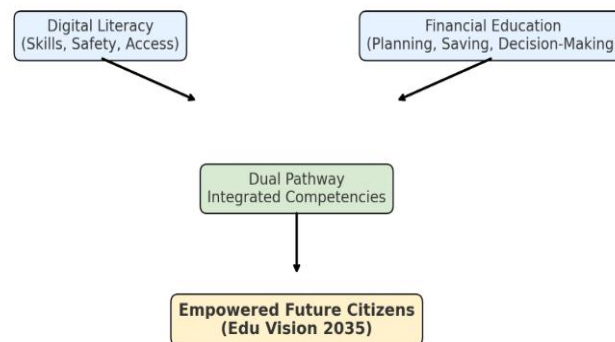 Digital Literacy
(Skills, Safety, Access)
Financial Education
(Planning, Saving, Decision-Making
Dual Pathway
Integrated Competencies
Empowered Future Citizens
(Edu Vision 2035)